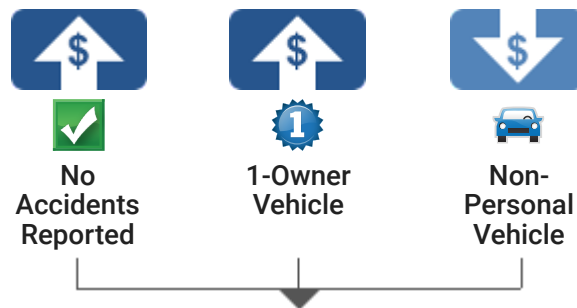 $ $ $
1
No Accidents Reported
1-Owner Vehicle
Non-Personal Vehicle